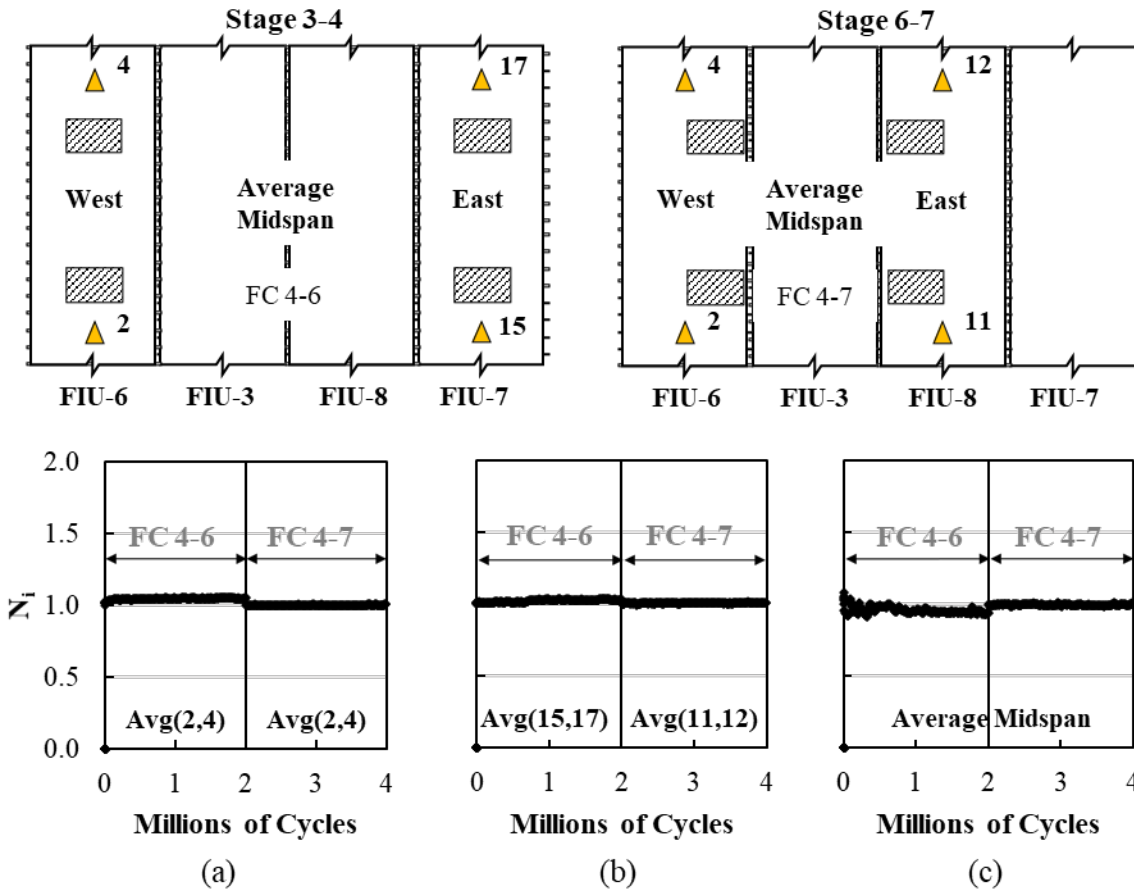 Stage 3-4
4
17
West
Average
Midspan
East
FC 4-6
2
15
FIU-6
FIU-3
FIU-8
FIU-7
Stage 6-7
4
12
West
Average
Midspan
East
FC 4-7
2
11
FIU-6
FIU-3
FIU-8
FIU-7
Ni
2.0
1.5
1.0
0.5
0.0
FC 4-6
FC 4-7
Avg(2,4)
Avg(2,4)
0 1 2 3 4
Millions of Cycles
(a)
FC 4-6
FC 4-7
Avg(15,17)
Avg(11,12)
0 1 2 3 4
Millions of Cycles
(b)
FC 4-6
FC 4-7
Average Midspan
0 1 2 3 4
Millions of Cycles
(c)